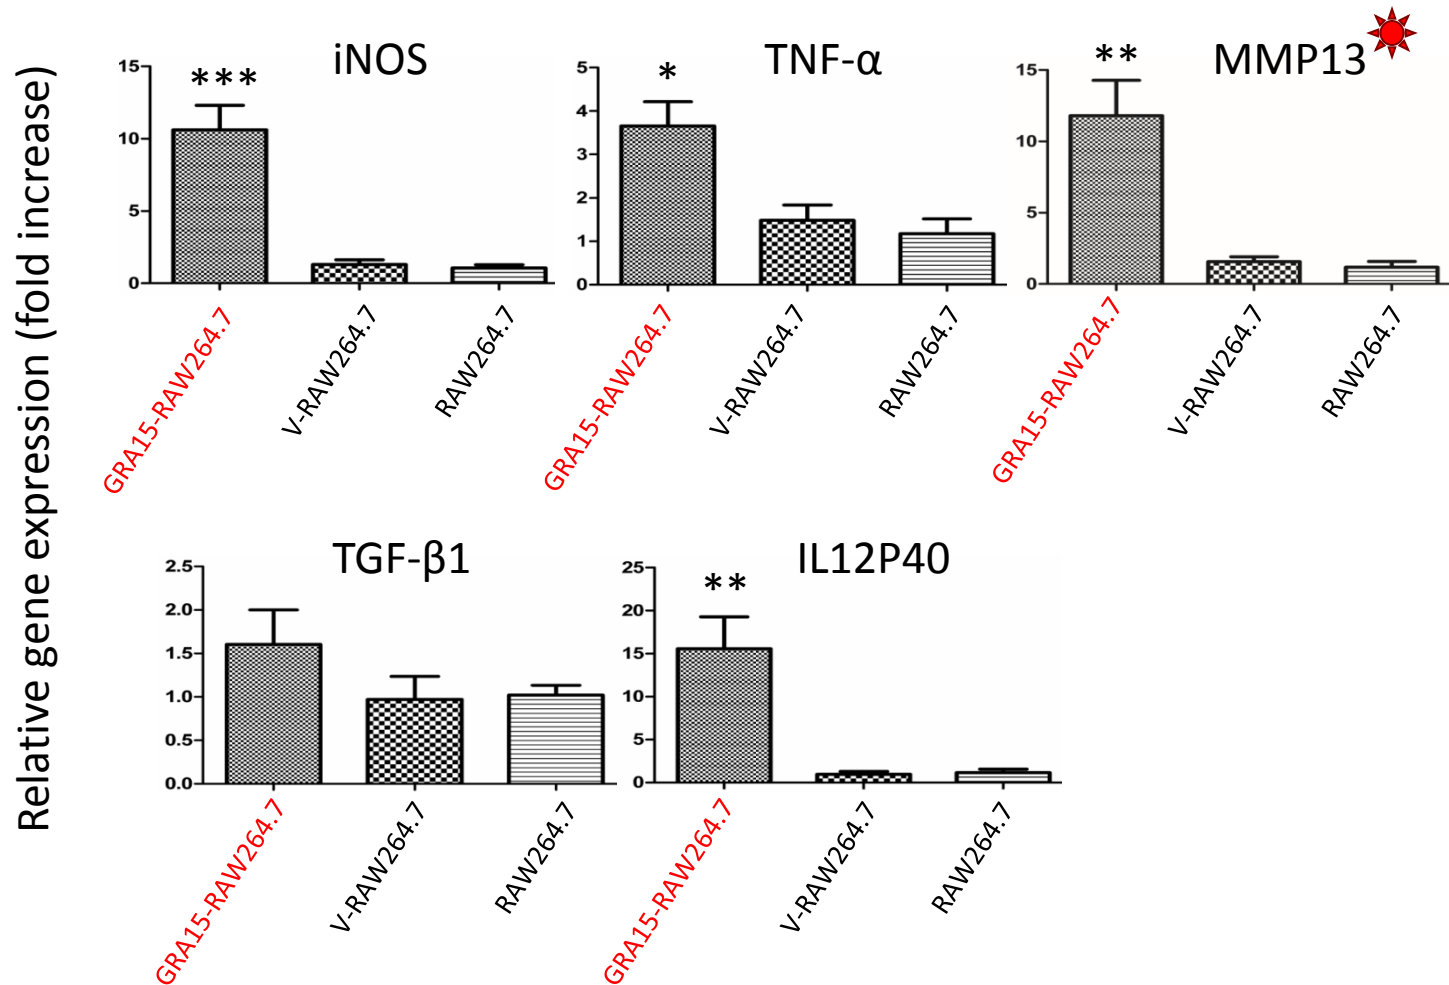 Relative gene expression (fold increase)
iNOS
***
15
10
5
0
GRA15-RAW264.7
V-RAW264.7
RAW264.7
TNF-α
*
5
4
3
2
1
0
GRA15-RAW264.7
V-RAW264.7
RAW264.7
MMP13
**
15
10
5
0
GRA15-RAW264.7
V-RAW264.7
RAW264.7
TGF-β1
2.5
2.0
1.5
1.0
0.5
0.0
GRA15-RAW264.7
V-RAW264.7
RAW264.7
IL12P40
**
25
20
15
10
5
0
GRA15-RAW264.7
V-RAW264.7
RAW264.7